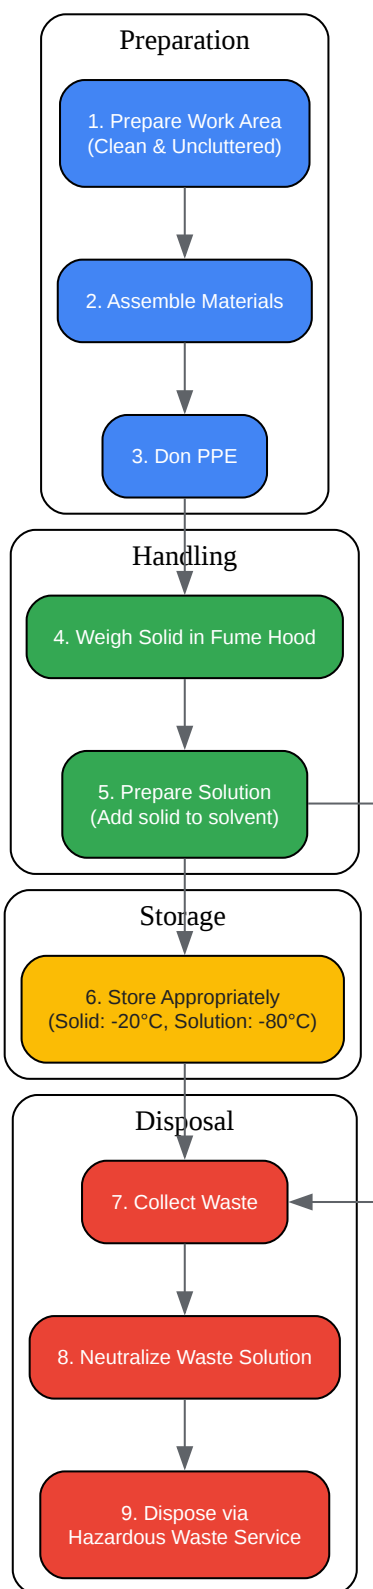 Preparation
1. Prepare Work Area
(Clean & Uncluttered)
2. Assemble Materials
3. Don PPE
Handling
4. Weigh Solid in Fume Hood
5. Prepare Solution
(Add solid to solvent)
Storage
6. Store Appropriately
(Solid: -20°C, Solution: -80°C)
Disposal
7. Collect Waste
8. Neutralize Waste Solution
9. Dispose via
Hazardous Waste Service